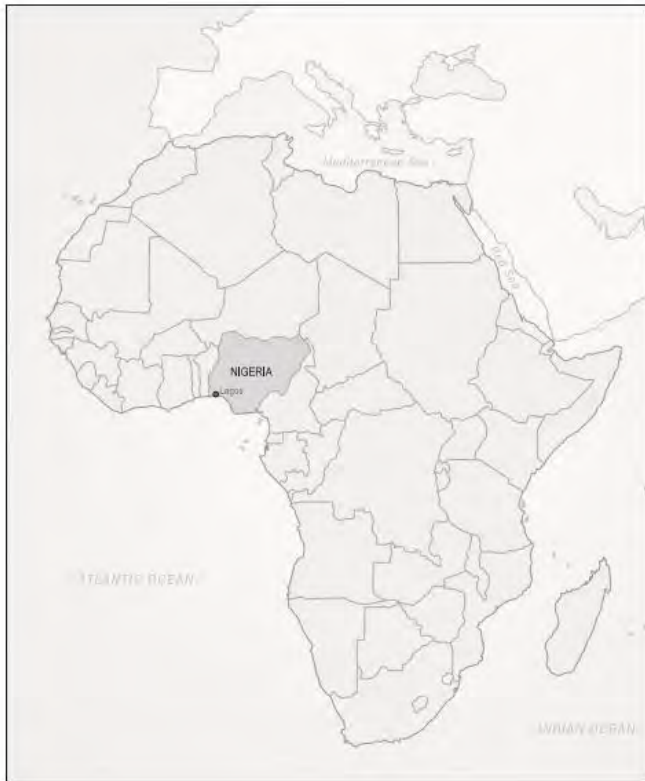 Mediterranean Sea
Red Sea
NIGERIA
Lagos
ATLANTIC OCEAN
INDIAN OCEAN